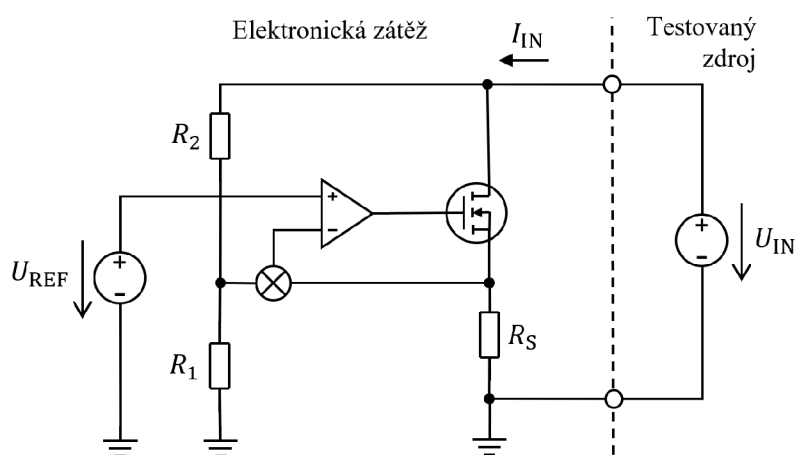 Elektronická zátěž
Testovaný
zdroj
I_IN
R_2
+
-
U_REF
+
-
+
-
U_IN
R_1
R_S